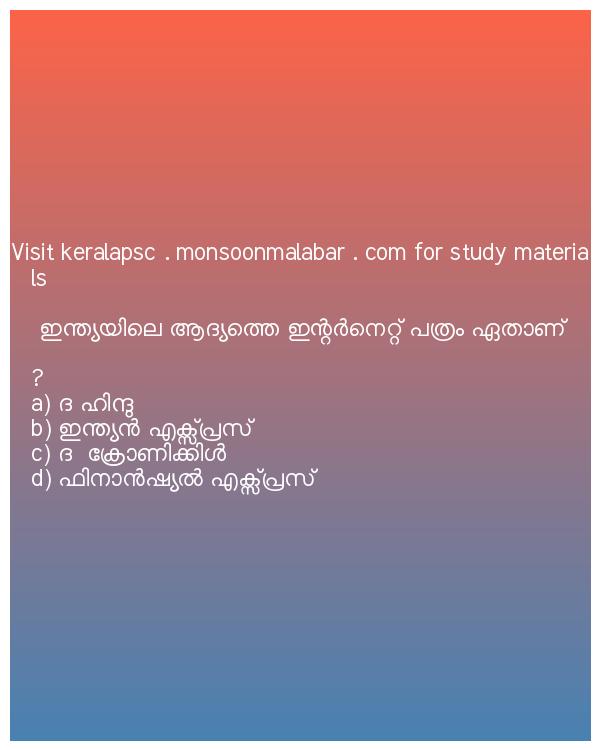 Visit keralapsc . monsoonmalabar . com for study materia
ls
ഇന്ത്യയിലെ ആദ്യത്തെ ഇന്റർനെറ്റ് പത്രം ഏതാണ്
?
a) ദ ഹിന്ദു
b) ഇന്ത്യൻ എക്സ്പ്രസ്
c) ദ  ക്രോണിക്കിൾ
d) ഫിനാൻഷ്യൽ എക്സ്പ്രസ്